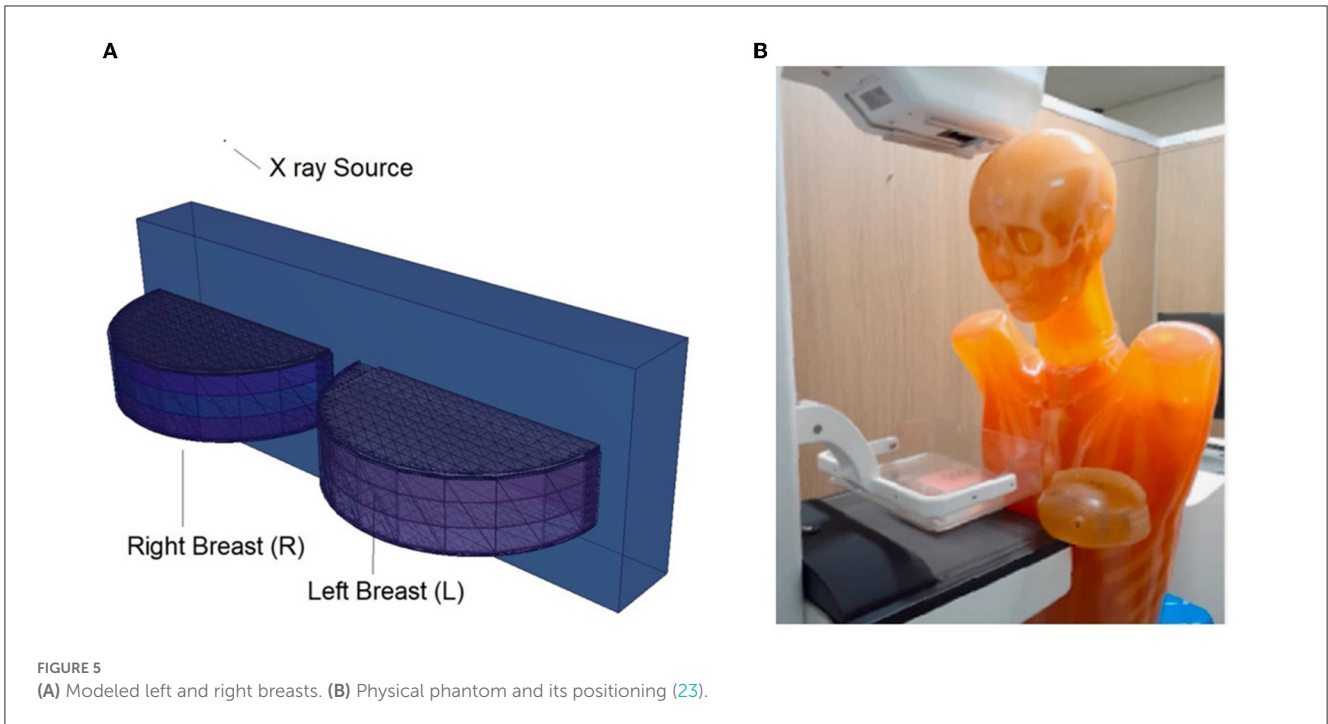 A
B
X ray Source
Right Breast (R)
Left Breast (L)
FIGURE 5
(A) Modeled left and right breasts. (B) Physical phantom and its positioning (23).